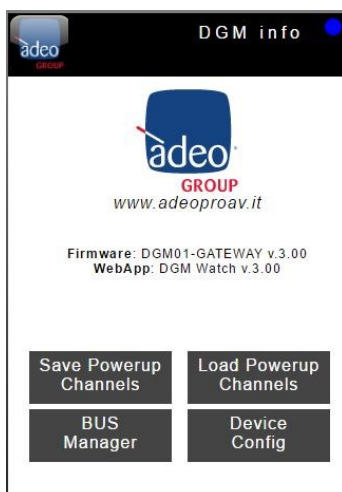 adeo
GROUP
DGM info
adeo
GROUP
www.adeoproav.it
Firmware: DGM01-GATEWAY v.3.00
WebApp: DGM Watch v.3.00
Save Powerup
Channels
Load Powerup
Channels
BUS
Manager
Device
Config